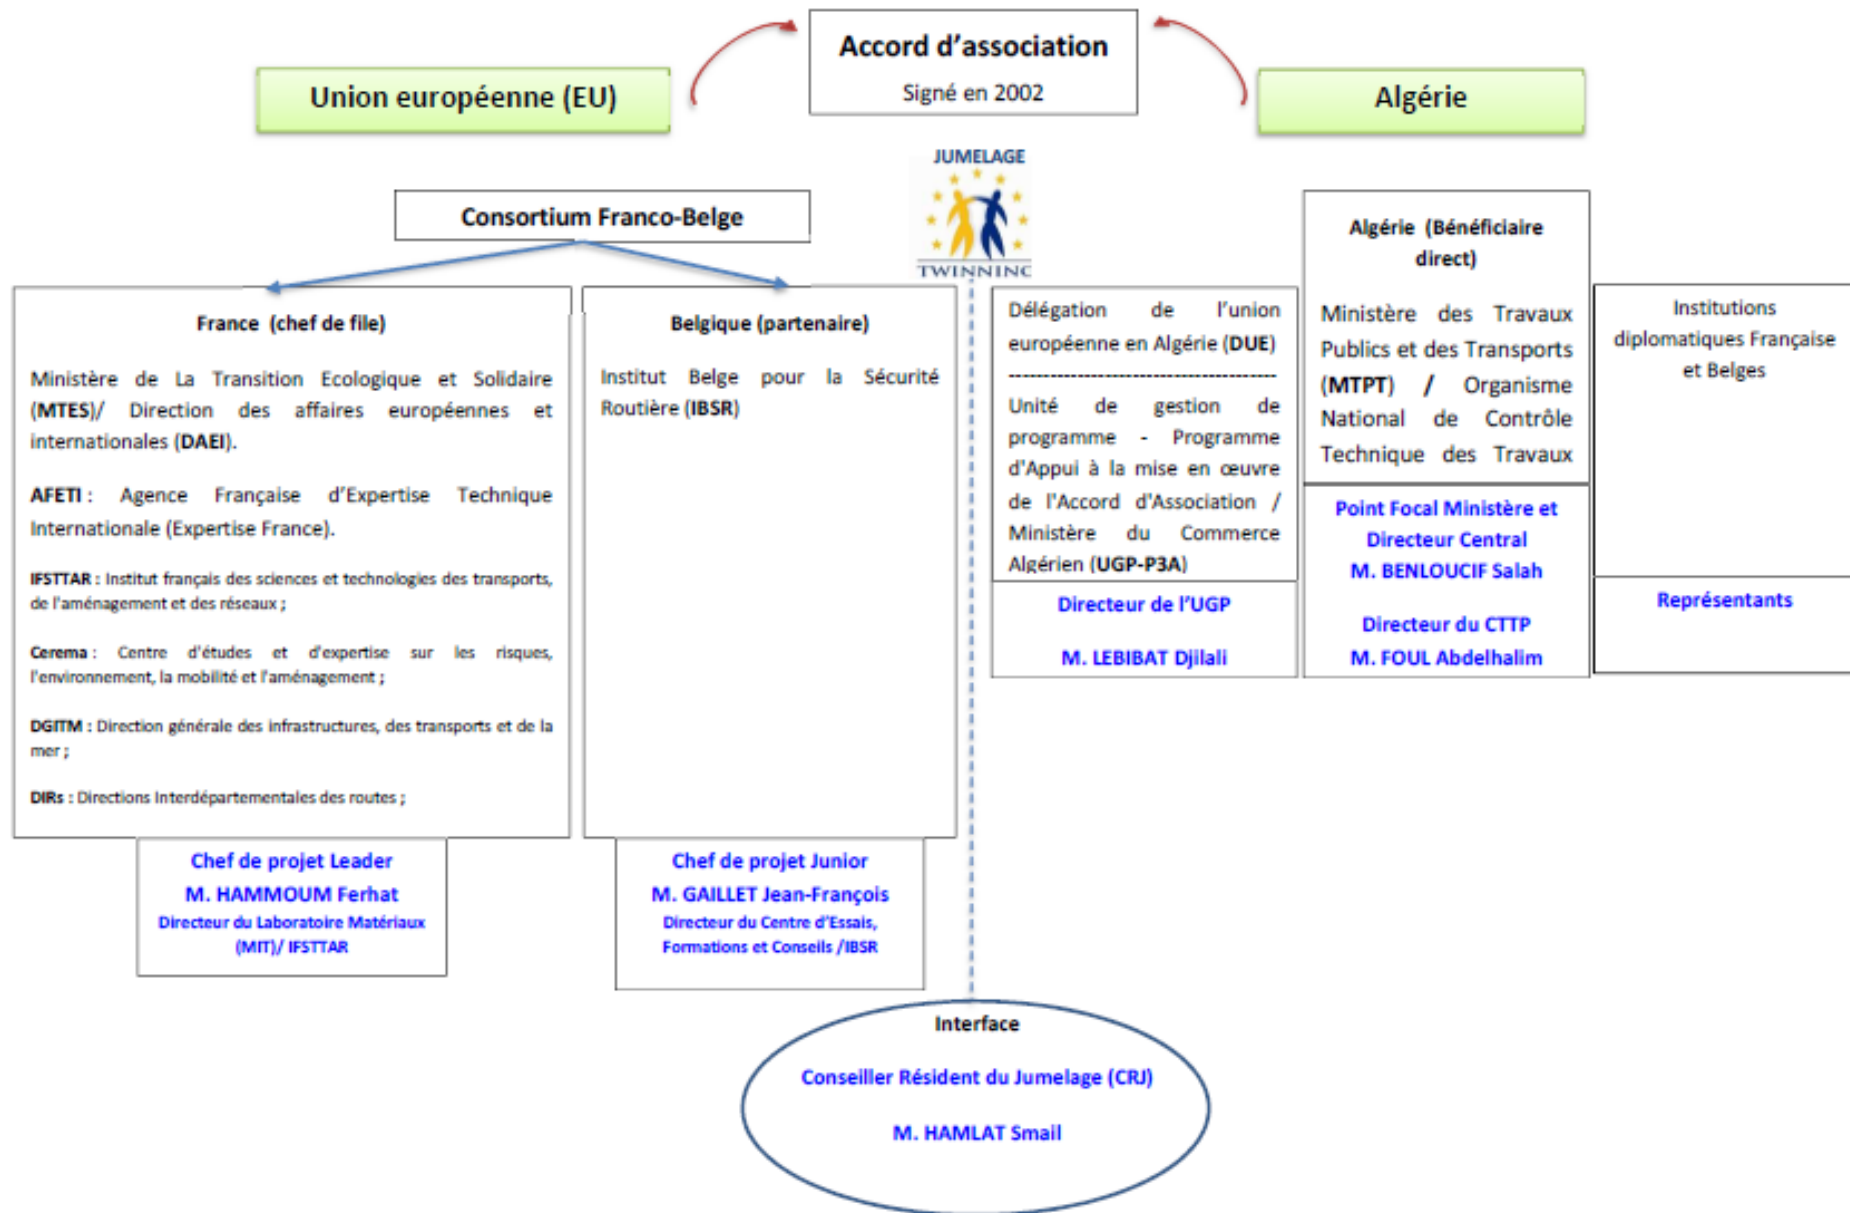 Accord d'association
Signé en 2002
Union européenne (EU)
Algérie
JUMELAGE
TWINNINC
Consortium Franco-Belge
France (chef de file)
Ministère de La Transition Ecologique et Solidaire
(MTES)/ Direction des affaires européennes et
internationales (DAEI).
AFETI : Agence Française d'Expertise Technique
Internationale (Expertise France).
IFSTTAR : Institut français des sciences et technologies des transports,
de l'aménagement et des réseaux ;
Cerema : Centre d'études et d'expertise sur les risques,
l'environnement, la mobilité et l'aménagement ;
DGITM : Direction générale des infrastructures, des transports et de la
mer ;
DIRs : Directions Interdépartementales des routes ;
Chef de projet Leader
M. HAMMOUM Ferhat
Directeur du Laboratoire Matériaux
(MIT)/ IFSTTAR
Belgique (partenaire)
Institut Belge pour la Sécurité
Routière (IBSR)
Chef de projet Junior
M. GAILLET Jean-François
Directeur du Centre d'Essais,
Formations et Conseils /IBSR
Délégation de l'union
européenne en Algérie (DUE)
---------------------------------------
Unité de gestion de
programme - Programme
d'Appui à la mise en œuvre
de l'Accord d'Association /
Ministère du Commerce
Algérien (UGP-P3A)
Directeur de l'UGP
M. LEBIBAT Djilali
Algérie (Bénéficiaire
direct)
Ministère des Travaux
Publics et des Transports
(MTPT) / Organisme
National de Contrôle
Technique des Travaux
Point Focal Ministère et
Directeur Central
M. BENLOUCIF Salah
Directeur du CTTP
M. FOUL Abdelhalim
Institutions
diplomatiques Française
et Belges
Représentants
Interface
Conseiller Résident du Jumelage (CRJ)
M. HAMLAT Smail